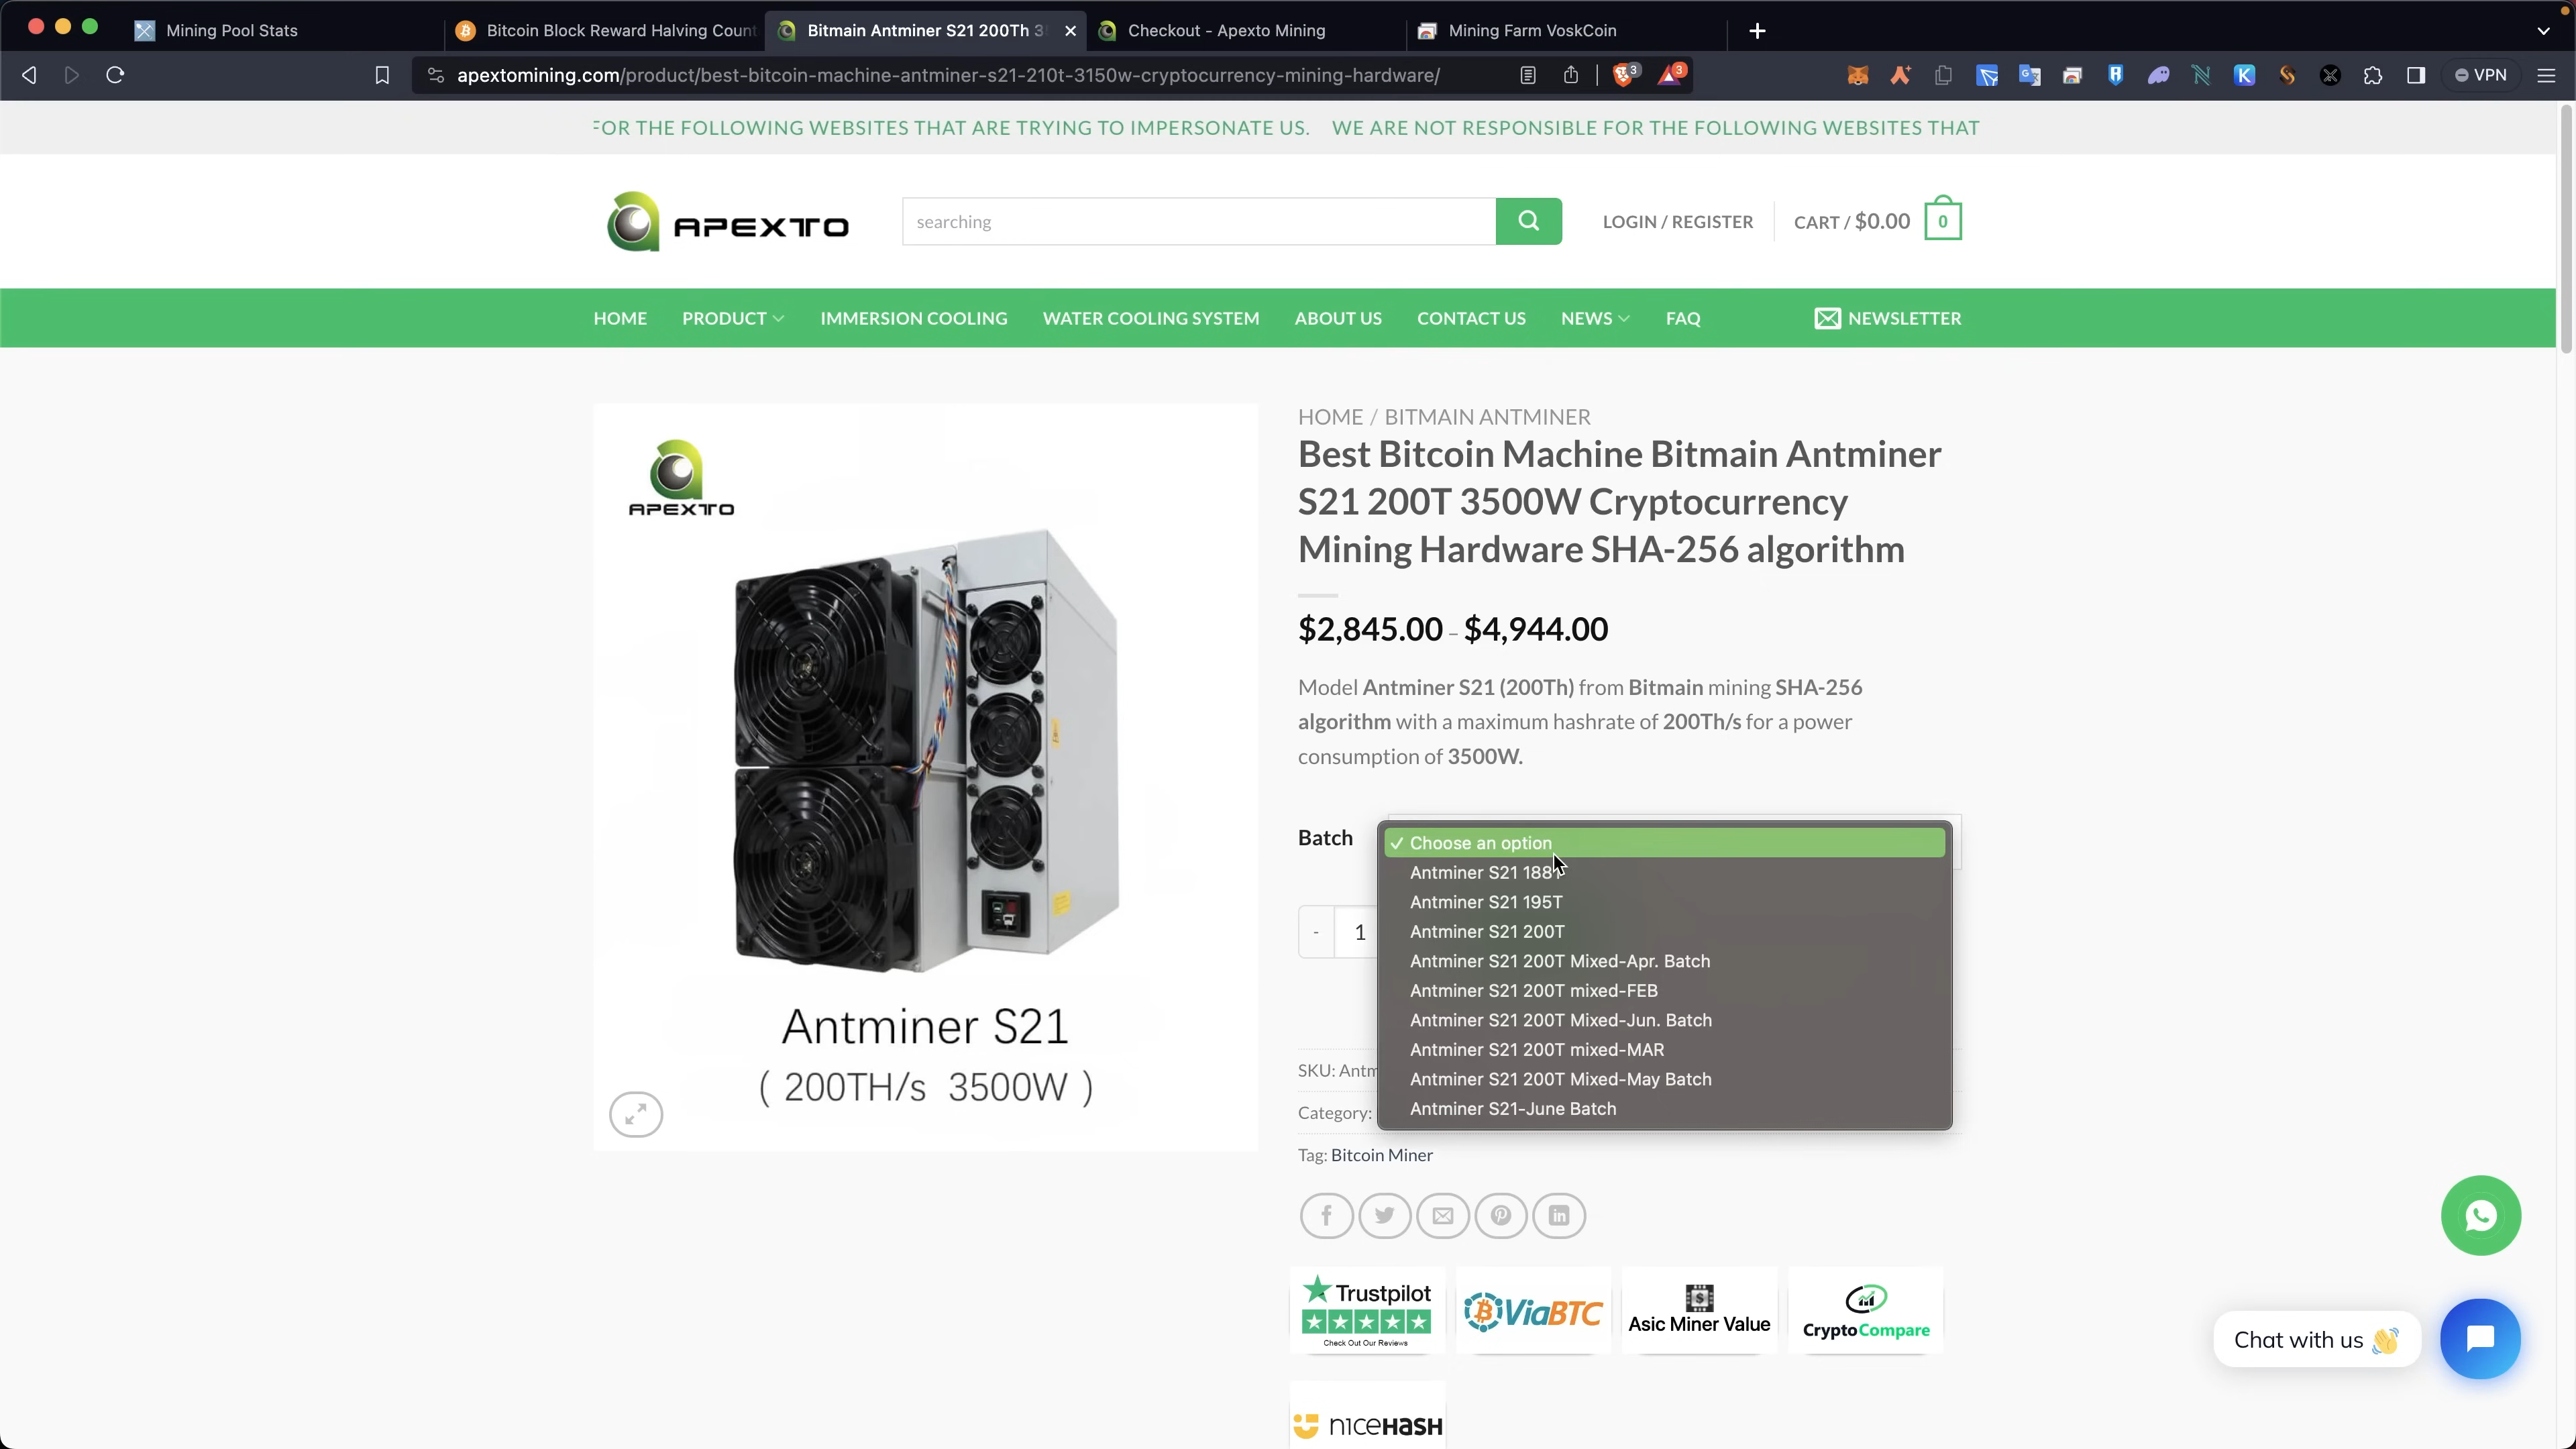 Mining Pool Stats
Bitcoin Block Reward Halving Count
Bitmain Antminer S21 200Th 3
Checkout - Apexto Mining
Mining Farm VoskCoin
apextomining.com/product/best-bitcoin-machine-antminer-s21-210t-3150w-cryptocurrency-mining-hardware/
3
3
VPN
FOR THE FOLLOWING WEBSITES THAT ARE TRYING TO IMPERSONATE US. WE ARE NOT RESPONSIBLE FOR THE FOLLOWING WEBSITES THAT
APEXTO
searching
LOGIN / REGISTER
CART / $0.00
0
HOME
PRODUCT
IMMERSION COOLING
WATER COOLING SYSTEM
ABOUT US
CONTACT US
NEWS
FAQ
NEWSLETTER
APEXTO
Antminer S21
( 200TH/s 3500W )
HOME / BITMAIN ANTMINER
Best Bitcoin Machine Bitmain Antminer
S21 200T 3500W Cryptocurrency
Mining Hardware SHA-256 algorithm
$2,845.00 - $4,944.00
Model Antminer S21 (200Th) from Bitmain mining SHA-256
algorithm with a maximum hashrate of 200Th/s for a power
consumption of 3500W.
Batch
✓ Choose an option
Antminer S21 188T
Antminer S21 195T
Antminer S21 200T
Antminer S21 200T Mixed-Apr. Batch
Antminer S21 200T mixed-FEB
Antminer S21 200T Mixed-Jun. Batch
Antminer S21 200T mixed-MAR
Antminer S21 200T Mixed-May Batch
Antminer S21-June Batch
- 1
SKU: Antm
Category:
Tag: Bitcoin Miner
Trustpilot
Check Out Our Reviews
ViaBTC
Asic Miner Value
CryptoCompare
niceHASH
Chat with us 👋